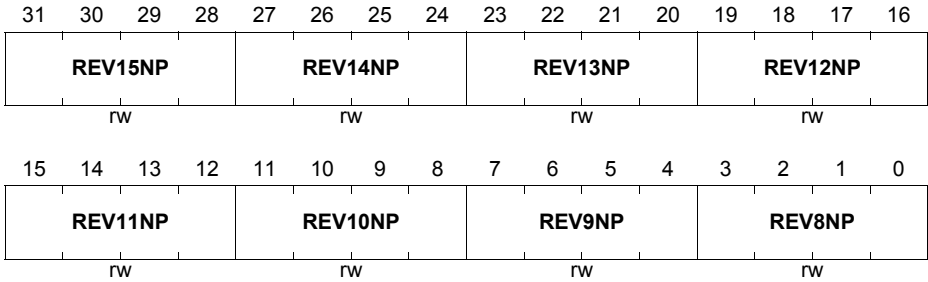 31 30 29 28 27 26 25 24 23 22 21 20 19 18 17 16
REV15NP REV14NP REV13NP REV12NP
rw rw rw rw
15 14 13 12 11 10 9 8 7 6 5 4 3 2 1 0
REV11NP REV10NP REV9NP REV8NP
rw rw rw rw